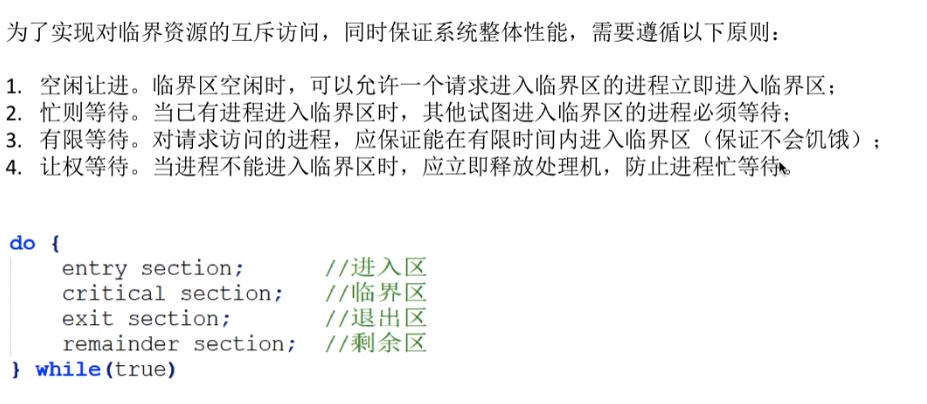 为了实现对临界资源的互斥访问，同时保证系统整体性能，需要遵循以下原则：
1. 空闲让进。临界区空闲时，可以允许一个请求进入临界区的进程立即进入临界区；
2. 忙则等待。当已有进程进入临界区时，其他试图进入临界区的进程必须等待；
3. 有限等待。对请求访问的进程，应保证能在有限时间内进入临界区（保证不会饥饿）；
4. 让权等待。当进程不能进入临界区时，应立即释放处理机，防止进程忙等待。
do {
entry section; //进入区
critical section; //临界区
exit section; //退出区
remainder section; //剩余区
} while(true)